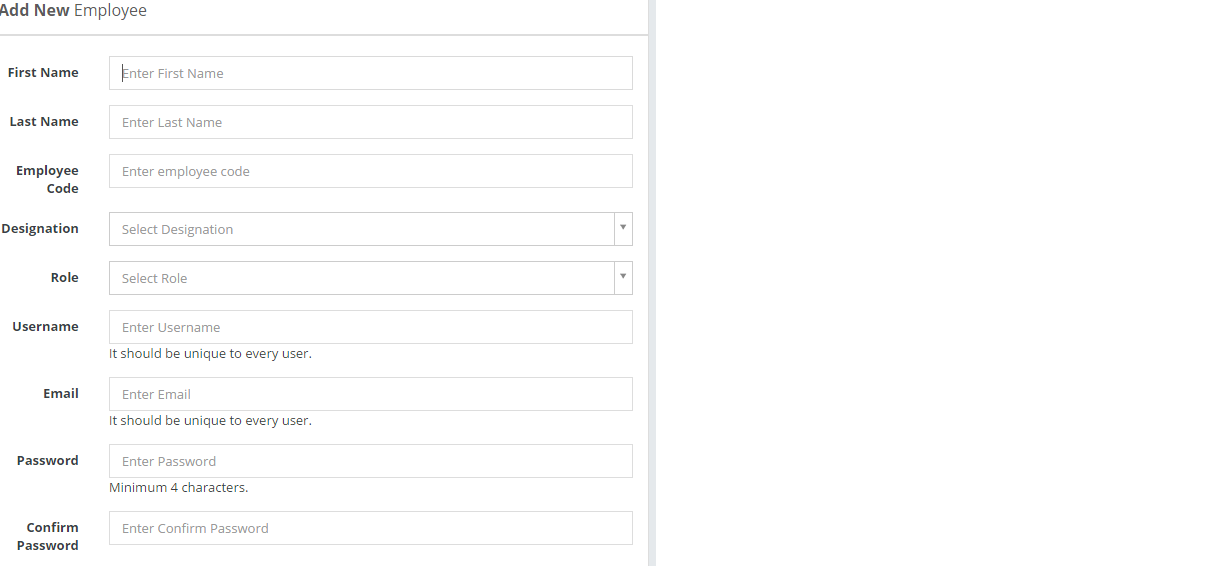 Add New Employee
First Name
Enter First Name
Last Name
Enter Last Name
Employee
Code
Enter employee code
Designation
Select Designation
Role
Select Role
Username
Enter Username
It should be unique to every user.
Email
Enter Email
It should be unique to every user.
Password
Enter Password
Minimum 4 characters.
Confirm
Password
Enter Confirm Password